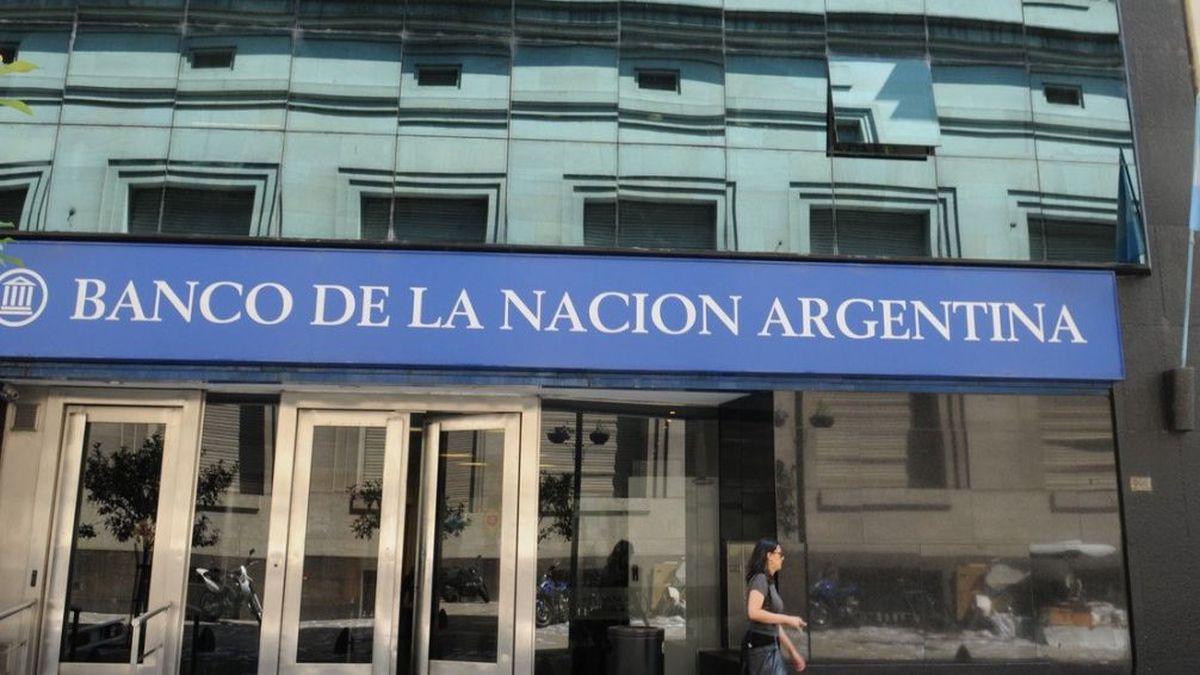 BANCO DE LA NACION ARGENTINA